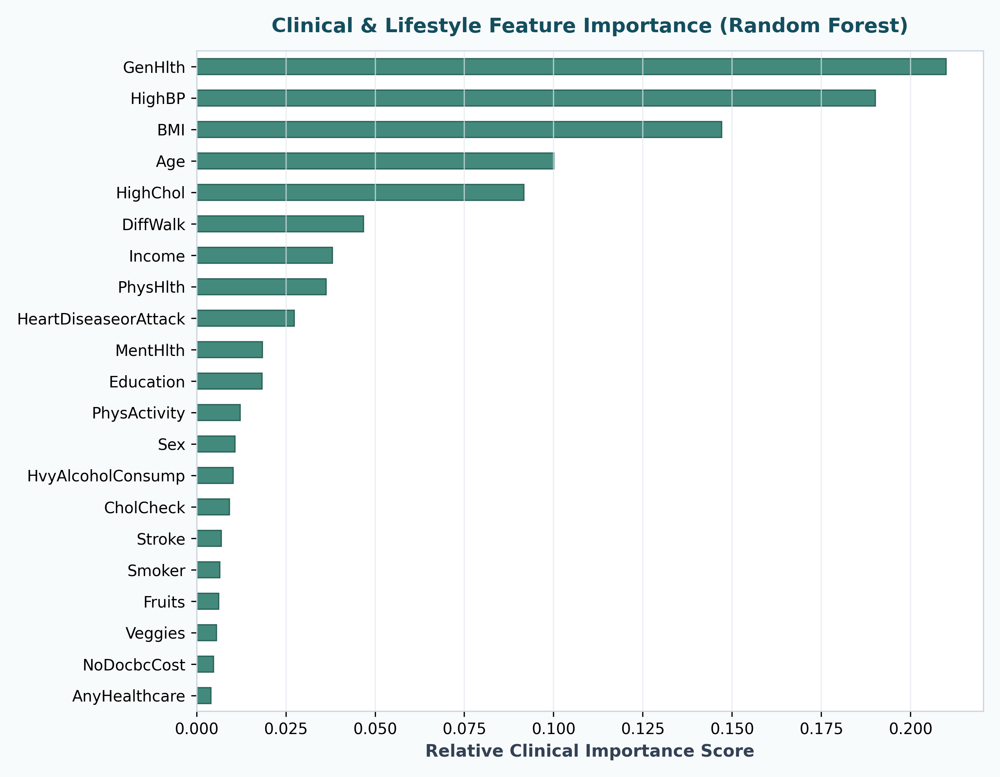 Clinical & Lifestyle Feature Importance (Random Forest)
GenHlth
HighBP
BMI
Age
HighChol
DiffWalk
Income
PhysHlth
HeartDiseaseorAttack
MentHlth
Education
PhysActivity
Sex
HvyAlcoholConsump
CholCheck
Stroke
Smoker
Fruits
Veggies
NoDocbcCost
AnyHealthcare
0.000 0.025 0.050 0.075 0.100 0.125 0.150 0.175 0.200
Relative Clinical Importance Score